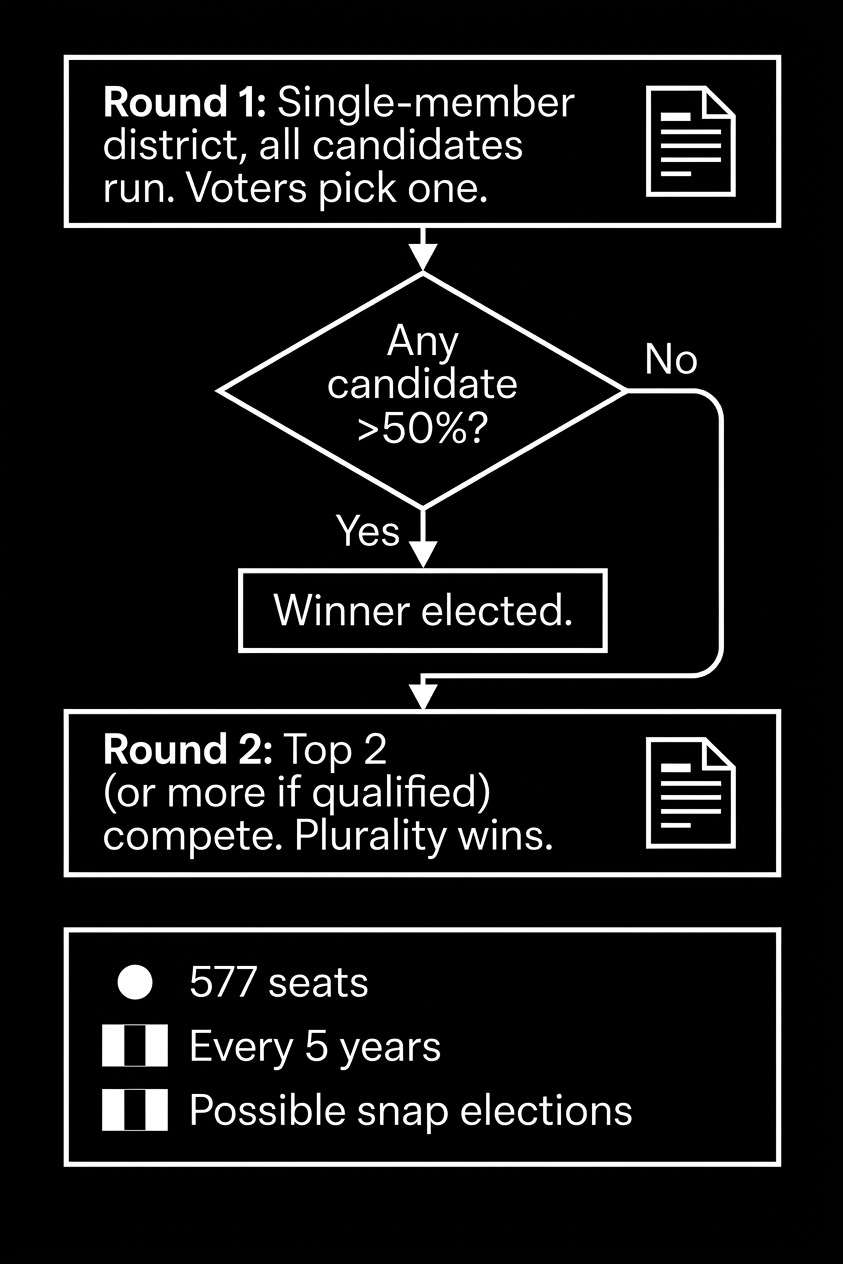 Round 1: Single-member
district, all candidates
run. Voters pick one.
Any
candidate
>50%?
No
Yes
Winner elected.
Round 2: Top 2
(or more if qualified)
compete. Plurality wins.
577 seats
Every 5 years
Possible snap elections